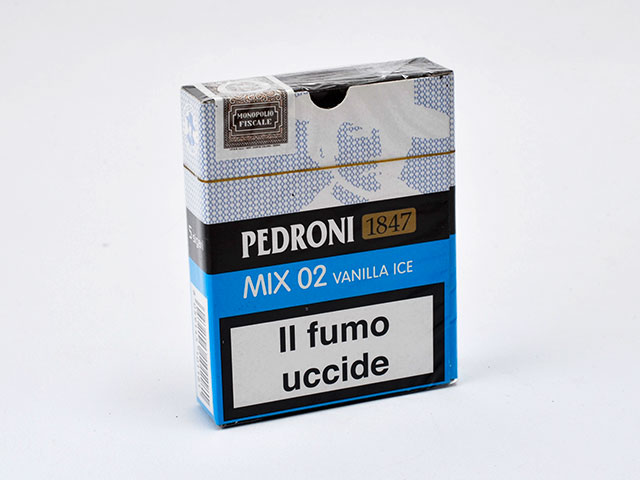 MONOPOLIO
FISCALE
PEDRONI 1847
MIX 02 VANILLA ICE
Il fumo
uccide